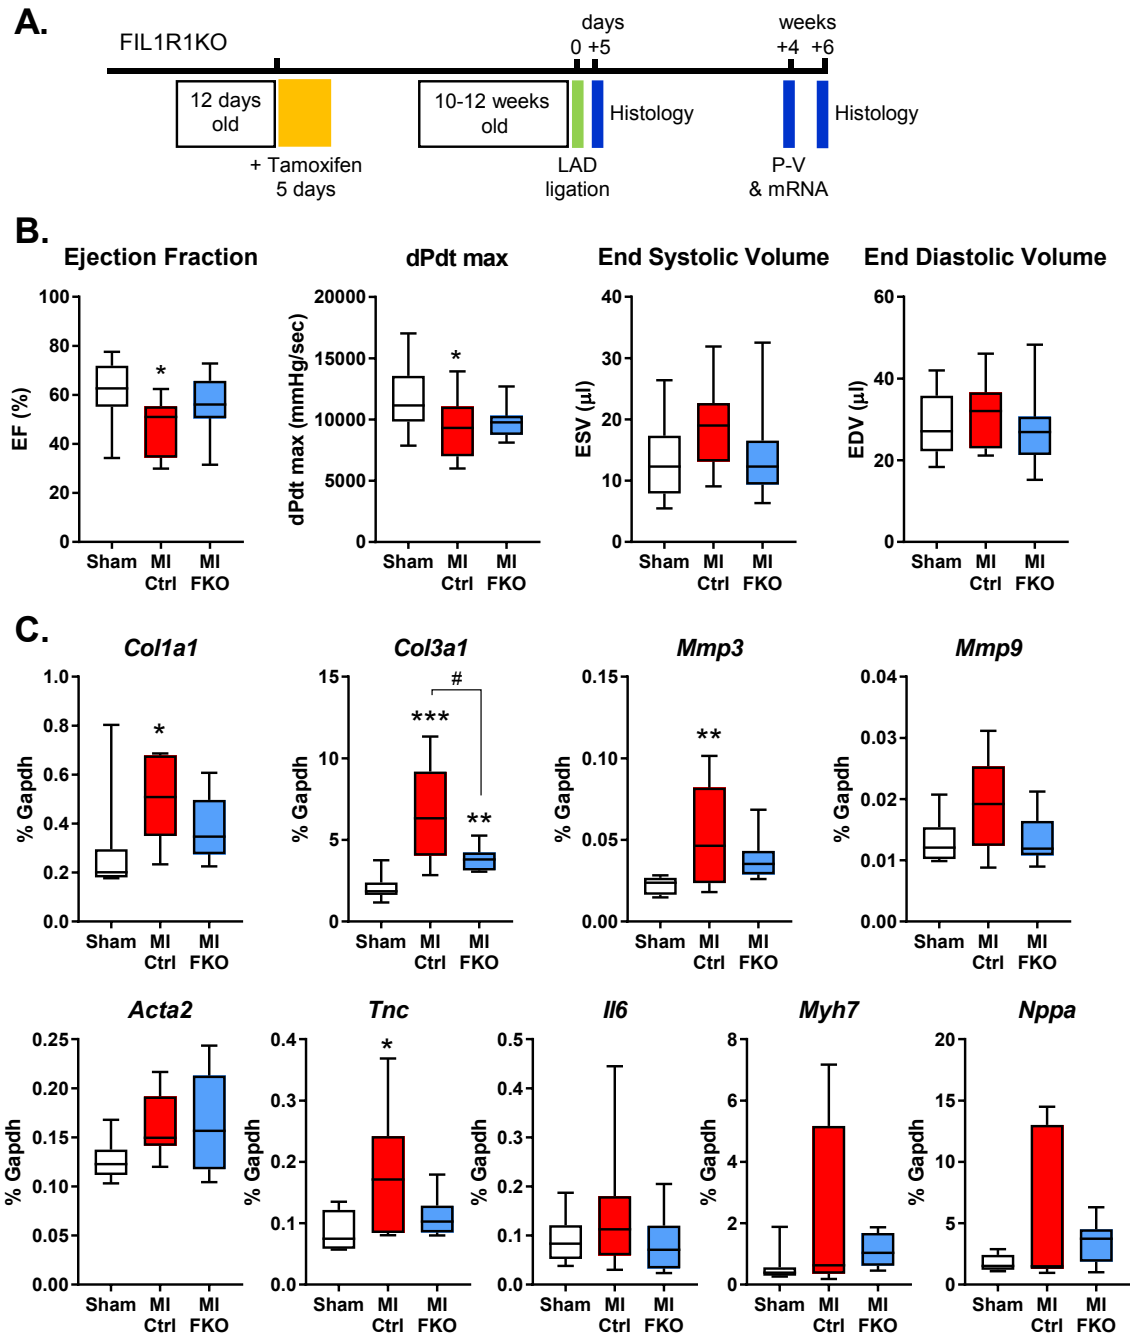 A.
FIL1R1KO
days
0 +5
weeks
+4 +6
12 days
old
10-12 weeks
old
Histology
Histology
+ Tamoxifen
5 days
LAD
ligation
P-V
& mRNA
B.
Ejection Fraction
EF (%)
100
80
60
40
20
0
*
Sham MI MI
Ctrl FKO
dPdt max
dPdt max (mmHg/sec)
20000
15000
10000
5000
0
*
Sham MI MI
Ctrl FKO
End Systolic Volume
ESV (µl)
40
30
20
10
0
Sham MI MI
Ctrl FKO
End Diastolic Volume
EDV (µl)
60
40
20
0
Sham MI MI
Ctrl FKO
C.
Col1a1
% Gapdh
1.0
0.8
0.6
0.4
0.2
0.0
*
Sham MI MI
Ctrl FKO
Col3a1
% Gapdh
15
10
5
0
#
***
**
Sham MI MI
Ctrl FKO
Mmp3
% Gapdh
0.15
0.10
0.05
0.00
**
Sham MI MI
Ctrl FKO
Mmp9
% Gapdh
0.04
0.03
0.02
0.01
0.00
Sham MI MI
Ctrl FKO
Acta2
% Gapdh
0.25
0.20
0.15
0.10
0.05
0.00
Sham MI MI
Ctrl FKO
Tnc
% Gapdh
0.4
0.3
0.2
0.1
0.0
*
Sham MI MI
Ctrl FKO
Il6
% Gapdh
0.5
0.4
0.3
0.2
0.1
0.0
Sham MI MI
Ctrl FKO
Myh7
% Gapdh
8
6
4
2
0
Sham MI MI
Ctrl FKO
Nppa
% Gapdh
20
15
10
5
0
Sham MI MI
Ctrl FKO